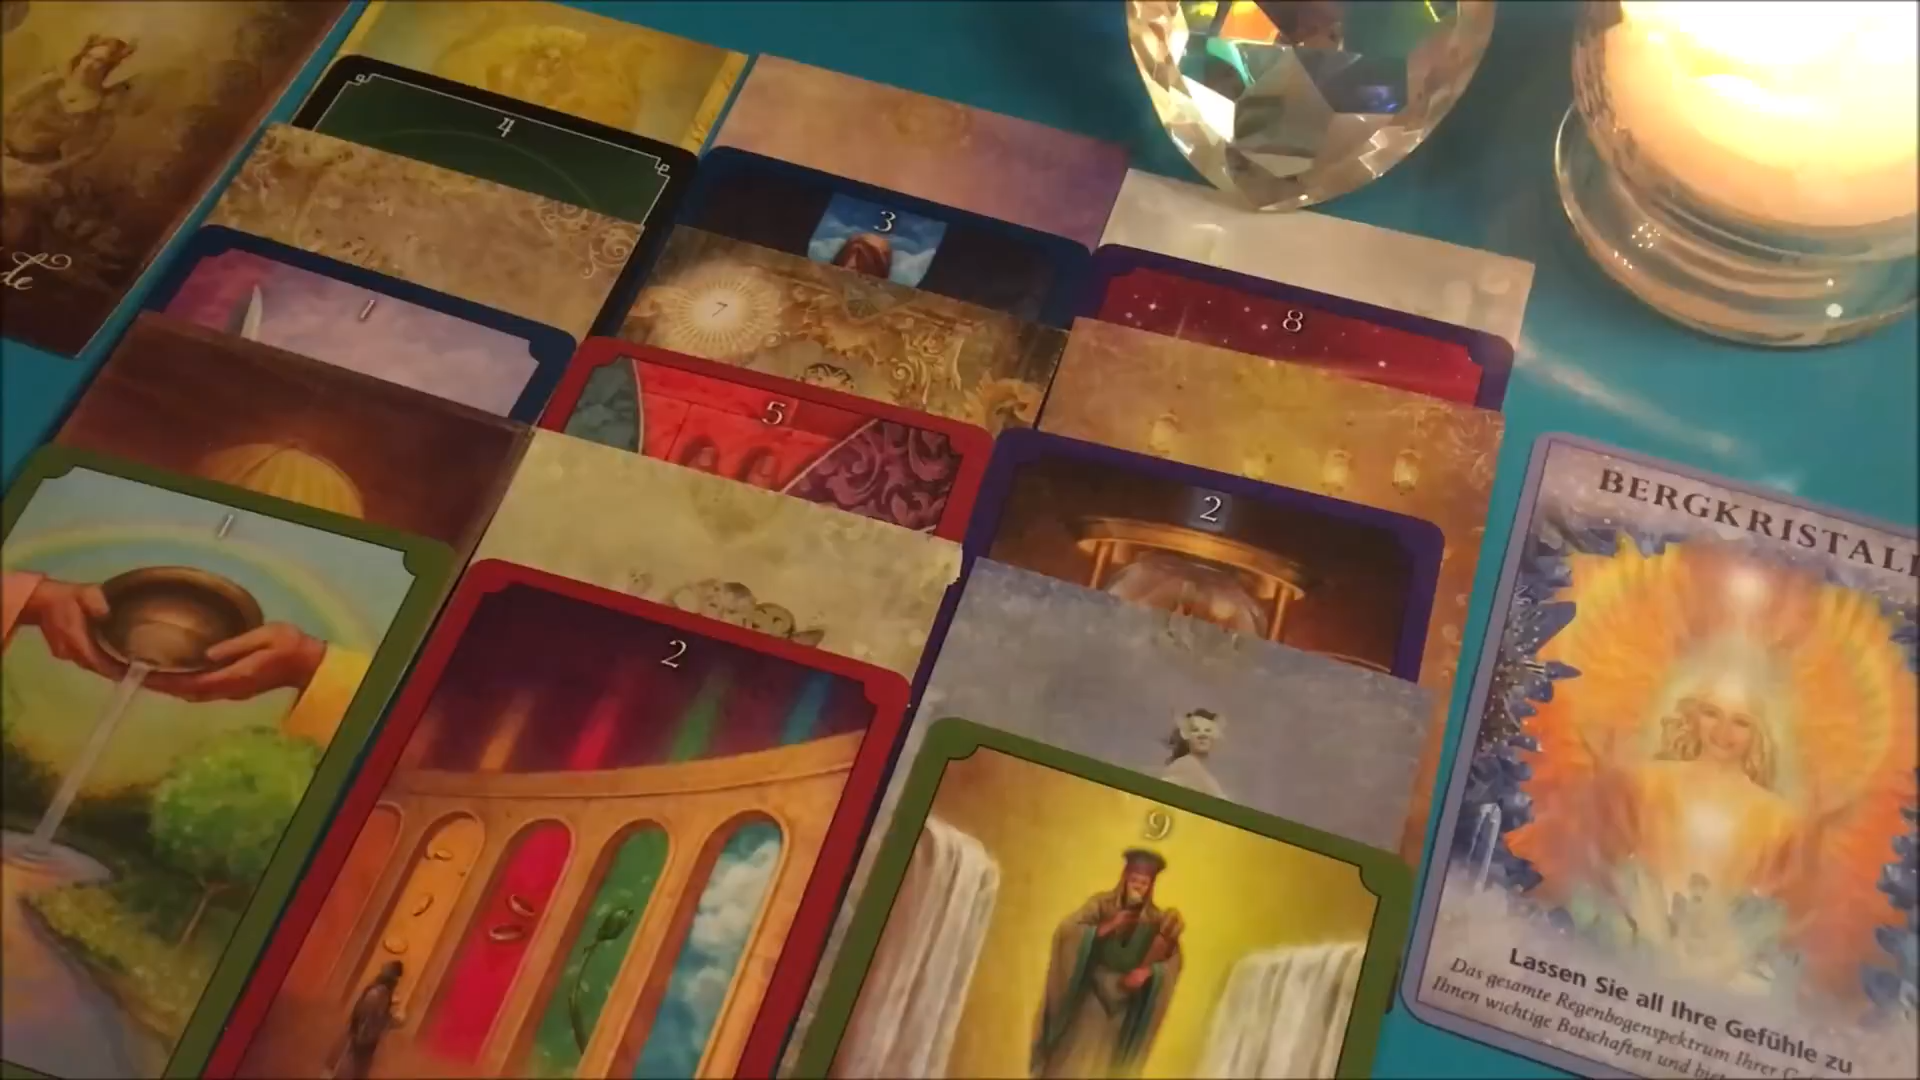 4
3
8
de
1
7
5
2
1
2
9
BERGKRISTALL
Lassen Sie all Ihre Gefühle zu
Das gesamte Regenbogenspektrum Ihrer
Ihnen wichtige Botschaften und